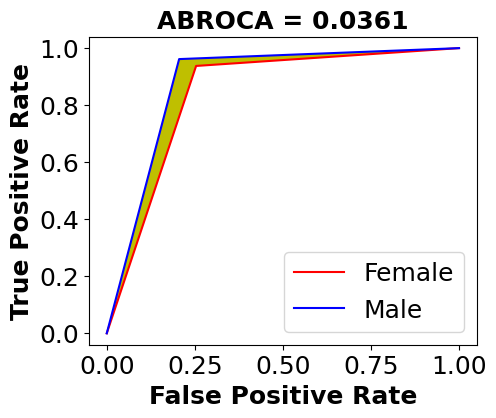 ABROCA = 0.0361
True Positive Rate
1.0
0.8
0.6
0.4
0.2
0.0
Female
Male
0.00 0.25 0.50 0.75 1.00
False Positive Rate